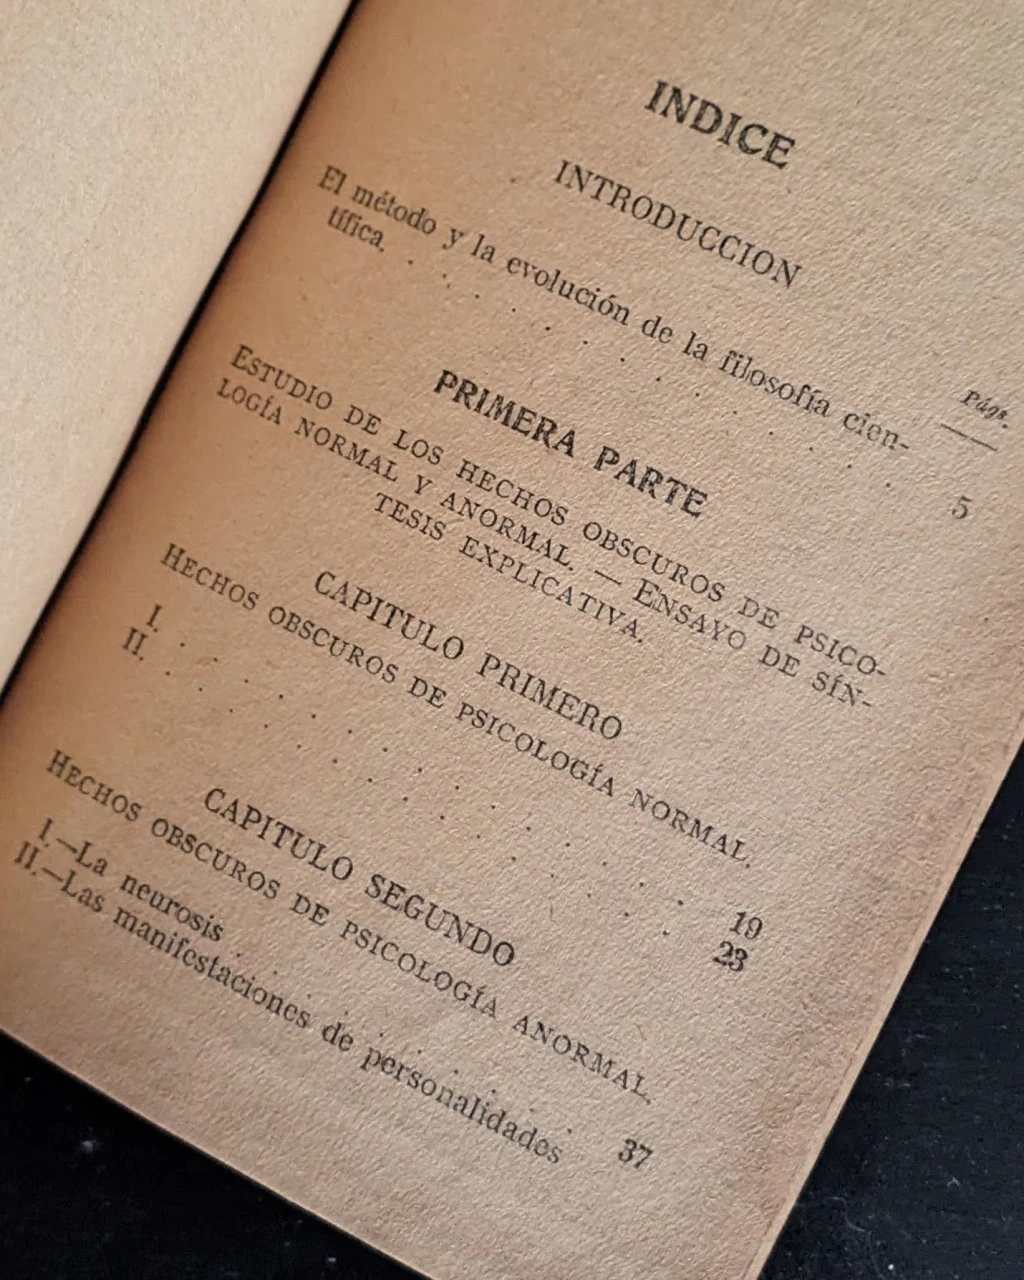 INDICE
INTRODUCCION
Págs.
El método y la evolución de la filosofía cien-
tífica. . . . . . . . . . . . 5
PRIMERA PARTE
ESTUDIO DE LOS HECHOS OBSCUROS DE PSICO-
LOGÍA NORMAL Y ANORMAL. — ENSAYO DE SÍN-
TESIS EXPLICATIVA.
CAPITULO PRIMERO
HECHOS OBSCUROS DE PSICOLOGÍA NORMAL.
I. . . . . . . . . . . . . 19
II. . . . . . . . . . . . . 23
CAPITULO SEGUNDO
HECHOS OBSCUROS DE PSICOLOGÍA ANORMAL.
I.—La neurosis . . . . . . . . 37
II.—Las manifestaciones de personalidades